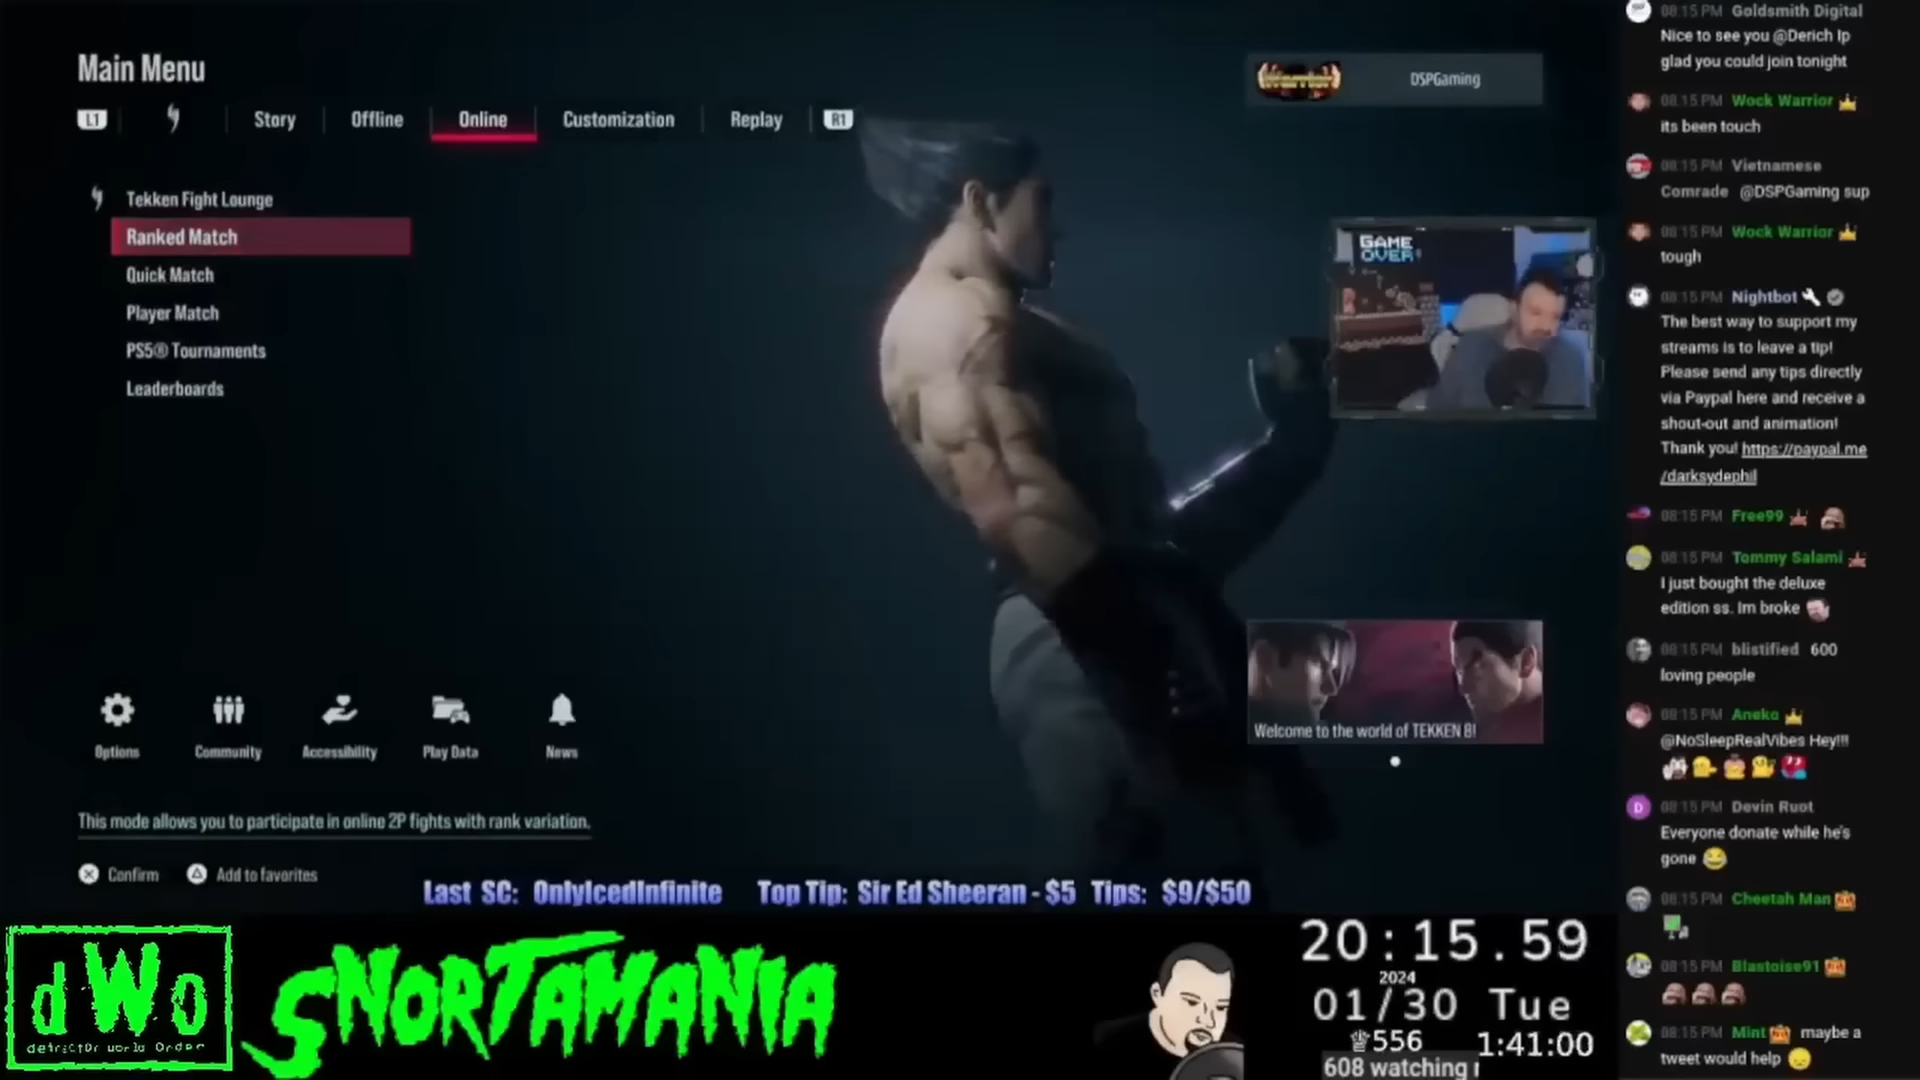 Main Menu
L1
Story
Offline
Online
Customization
Replay
R1
Tekken Fight Lounge
Ranked Match
Quick Match
Player Match
PS5® Tournaments
Leaderboards
Options
Community
Accessibility
Play Data
News
This mode allows you to participate in online 2P fights with rank variation.
Confirm
Add to favorites
Warrior
DSPGaming
GAME
OVER
Welcome to the world of TEKKEN 8!
Last SC: OnlyIcedInfinite Top Tip: Sir Ed Sheeran - $5 Tips: $9/$50
dWo
detractor world Order
SNORTAMANIA
20:15.59
2024
01/30 Tue
556
1:41:00
608 watching
08:15 PM Goldsmith Digital
Nice to see you @Derich Ip
glad you could join tonight
08:15 PM Wock Warrior
its been touch
08:15 PM Vietnamese
Comrade @DSPGaming sup
08:15 PM Wock Warrior
tough
08:15 PM Nightbot
The best way to support my
streams is to leave a tip!
Please send any tips directly
via Paypal here and receive a
shout-out and animation!
Thank you! https://paypal.me
/darksydephil
08:15 PM Free99
08:15 PM Tommy Salami
I just bought the deluxe
edition ss. Im broke
08:15 PM blistified 600
loving people
08:15 PM Aneko
@NoSleepRealVibes Hey!!!
D
08:15 PM Devin Ruot
Everyone donate while he's
gone
08:15 PM Cheetah Man
08:15 PM Blastoise91
08:15 PM Mint maybe a
tweet would help